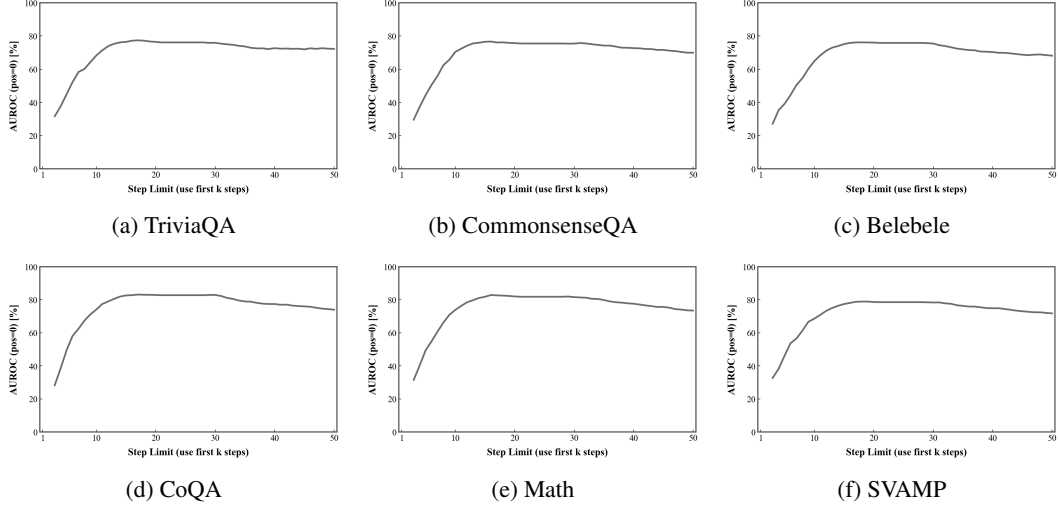 100
80
60
40
20
0
AUROC (pos=0) [%]
1 10 20 30 40 50
Step Limit (use first k steps)
(a) TriviaQA
100
80
60
40
20
0
AUROC (pos=0) [%]
1 10 20 30 40 50
Step Limit (use first k steps)
(b) CommonsenseQA
100
80
60
40
20
0
AUROC (pos=0) [%]
1 10 20 30 40 50
Step Limit (use first k steps)
(c) Belebele
100
80
60
40
20
0
AUROC (pos=0) [%]
1 10 20 30 40 50
Step Limit (use first k steps)
(d) CoQA
100
80
60
40
20
0
AUROC (pos=0) [%]
1 10 20 30 40 50
Step Limit (use first k steps)
(e) Math
100
80
60
40
20
0
AUROC (pos=0) [%]
1 10 20 30 40 50
Step Limit (use first k steps)
(f) SVAMP